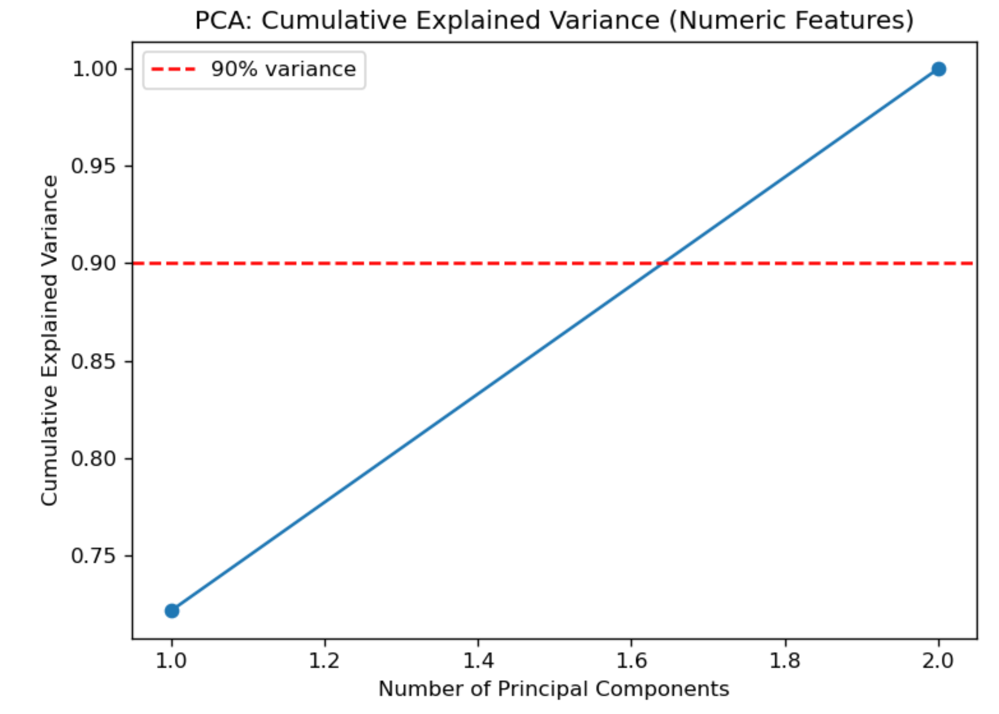 PCA: Cumulative Explained Variance (Numeric Features)
90% variance
1.00
0.95
0.90
0.85
0.80
0.75
Cumulative Explained Variance
1.0 1.2 1.4 1.6 1.8 2.0
Number of Principal Components